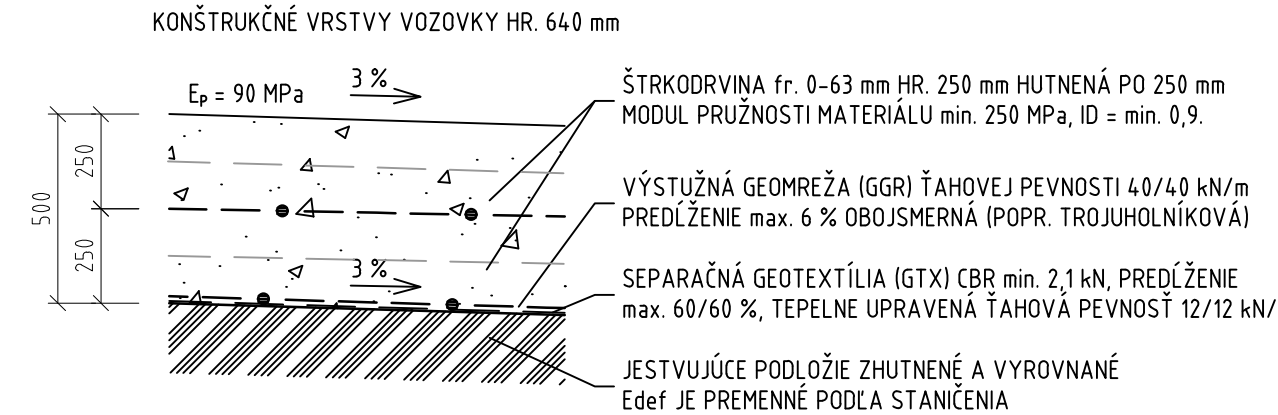 KONŠTRUKČNÉ VRSTVY VOZOVKY HR. 640 mm
Eₚ = 90 MPa
3 %
ŠTRKODRVINA fr. 0-63 mm HR. 250 mm HUTNENÁ PO 250 mm
MODUL PRUŽNOSTI MATERIÁLU min. 250 MPa, ID = min. 0,9.
500
250
250
VÝSTUŽNÁ GEOMREŽA (GGR) ŤAHOVEJ PEVNOSTI 40/40 kN/m
PREDĹŽENIE max. 6 % OBOJSMERNÁ (POPR. TROJUHOLNÍKOVÁ)
3 %
SEPARAČNÁ GEOTEXTÍLIA (GTX) CBR min. 2,1 kN, PREDĹŽENIE
max. 60/60 %, TEPELNE UPRAVENÁ ŤAHOVÁ PEVNOSŤ 12/12 kN/
JESTVUJÚCE PODLOŽIE ZHUTNENÉ A VYROVNANÉ
Edef JE PREMENNÉ PODĽA STANIČENIA